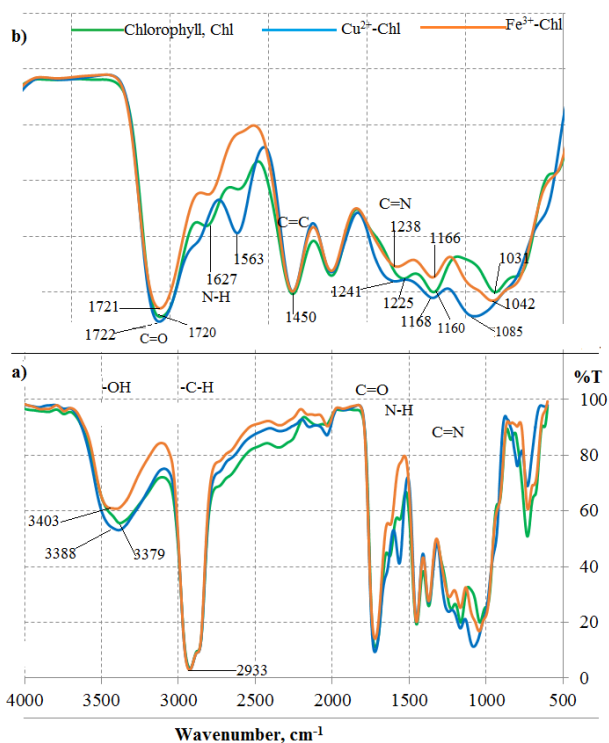 b)
Chlorophyll, Chl
Cu²⁺-Chl
Fe³⁺-Chl
C=N
C=C
1238
1166
1031
1627
1563
N-H
1721
1722
1720
C=O
1450
1241
1225
1168
1160
1042
1085
a)
%T
-OH
-C-H
C=O
N-H
C=N
100
80
60
40
20
0
3403
3388
3379
2933
4000 3500 3000 2500 2000 1500 1000 500
Wavenumber, cm⁻¹